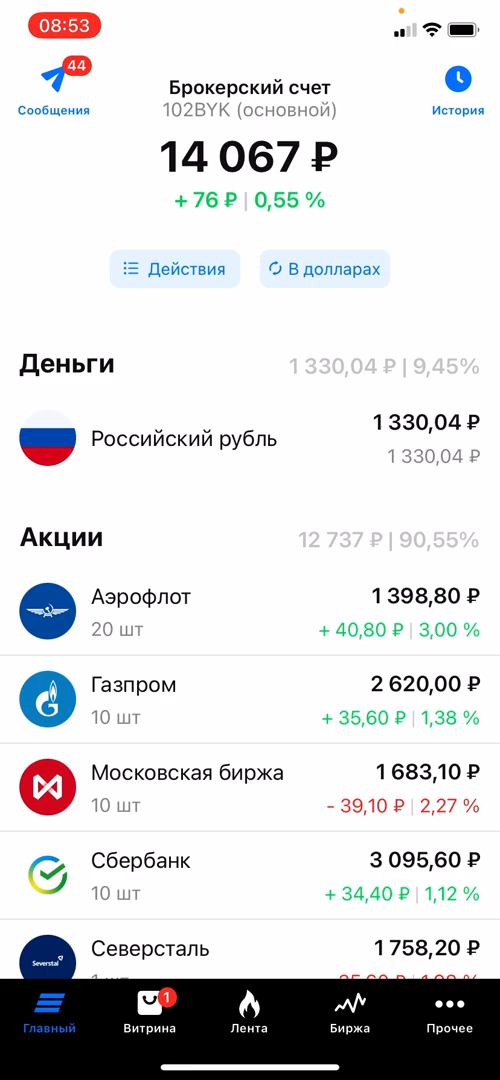 08:53
44
Сообщения
Брокерский счет
102BYK (основной)
История
14 067 ₽
+ 76 ₽ | 0,55 %
Действия
В долларах
Деньги
1 330,04 ₽ | 9,45%
Российский рубль
1 330,04 ₽
1 330,04 ₽
Акции
12 737 ₽ | 90,55%
Аэрофлот
1 398,80 ₽
20 шт
+ 40,80 ₽ | 3,00 %
Газпром
2 620,00 ₽
10 шт
+ 35,60 ₽ | 1,38 %
Московская биржа
1 683,10 ₽
10 шт
- 39,10 ₽ | 2,27 %
Сбербанк
3 095,60 ₽
10 шт
+ 34,40 ₽ | 1,12 %
Severstal
Северсталь
1 758,20 ₽
1
Главный
Витрина
Лента
Биржа
Прочее